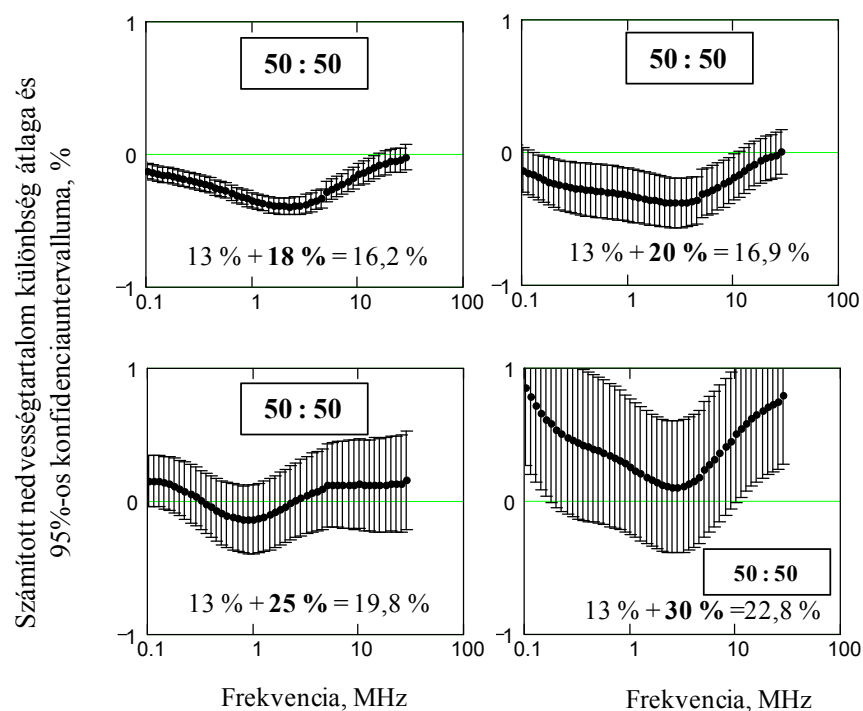 Számított nedvességtartalom különbség átlaga és
95%-os konfidenciauntervalluma, %
1
50 : 50
0
13 % + 18 % = 16,2 %
−1
0.1 1 10 100
1
50 : 50
0
13 % + 20 % = 16,9 %
−1
0.1 1 10 100
1
50 : 50
0
13 % + 25 % = 19,8 %
−1
0.1 1 10 100
Frekvencia, MHz
1
0
50 : 50
13 % + 30 % =22,8 %
−1
0.1 1 10 100
Frekvencia, MHz